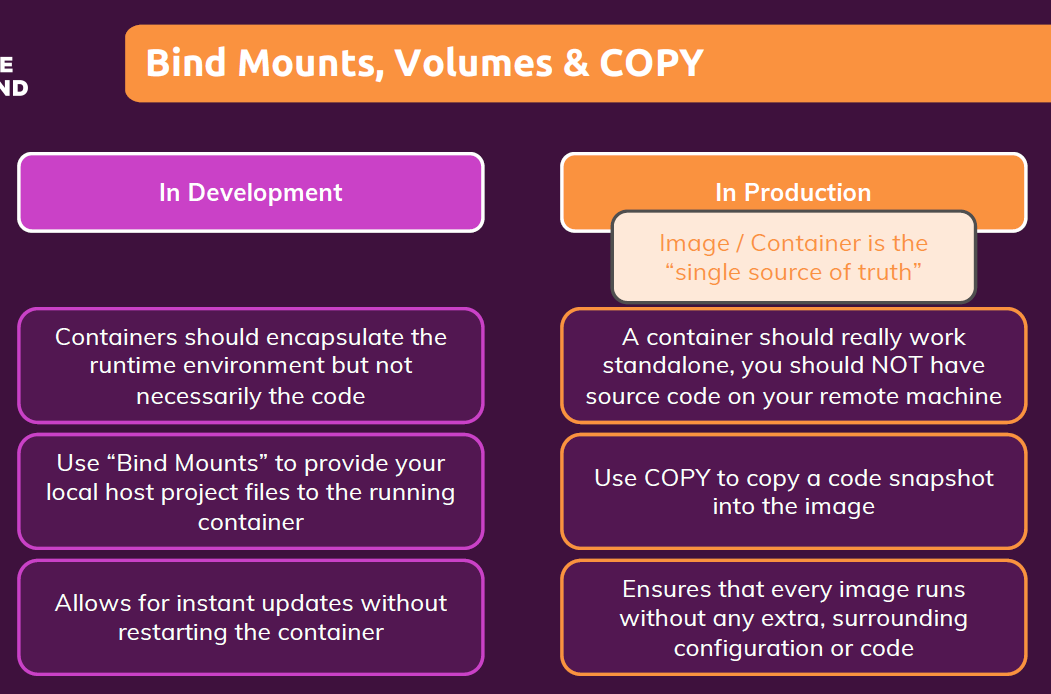 E
ND
Bind Mounts, Volumes & COPY
In Development
Containers should encapsulate the
runtime environment but not
necessarily the code
Use “Bind Mounts” to provide your
local host project files to the running
container
Allows for instant updates without
restarting the container
In Production
Image / Container is the
“single source of truth”
A container should really work
standalone, you should NOT have
source code on your remote machine
Use COPY to copy a code snapshot
into the image
Ensures that every image runs
without any extra, surrounding
configuration or code